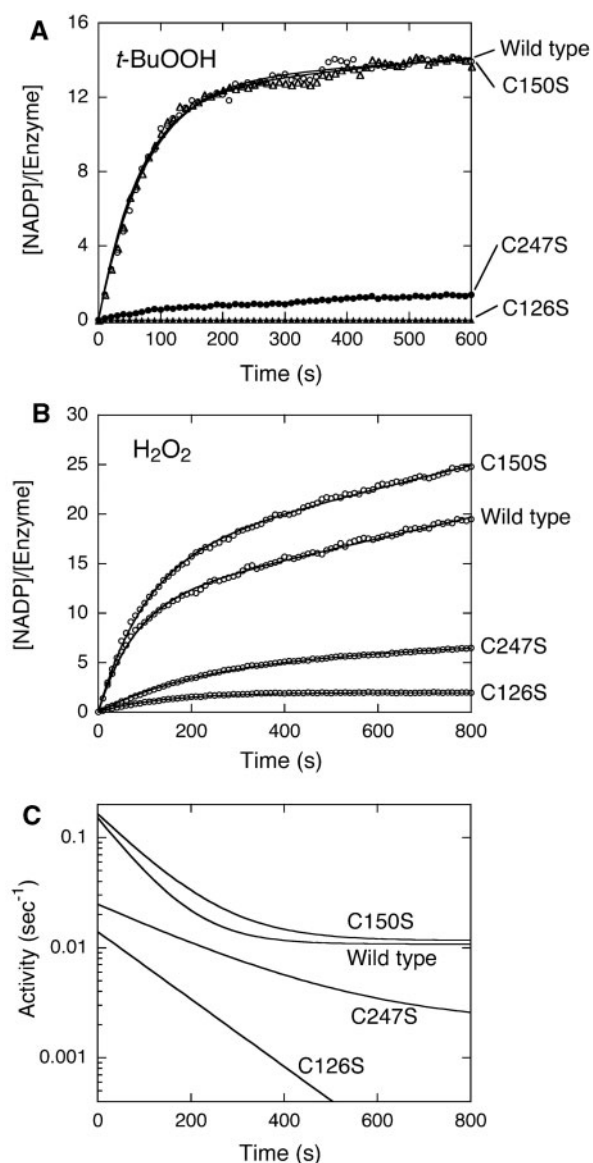 A
t-BuOOH
[NADP]/[Enzyme]
16
12
8
4
0
0 100 200 300 400 500 600
Time (s)
Wild type
C150S
C247S
C126S
B
H₂O₂
[NADP]/[Enzyme]
30
25
20
15
10
5
0
0 200 400 600 800
Time (s)
C150S
Wild type
C247S
C126S
C
Activity (sec⁻¹)
0.1
0.01
0.001
0 200 400 600 800
Time (s)
C150S
Wild type
C247S
C126S